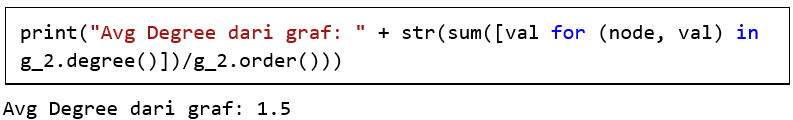 print("Avg Degree dari graf: " + str(sum([val for (node, val) in
g_2.degree()])/g_2.order()))
Avg Degree dari graf: 1.5